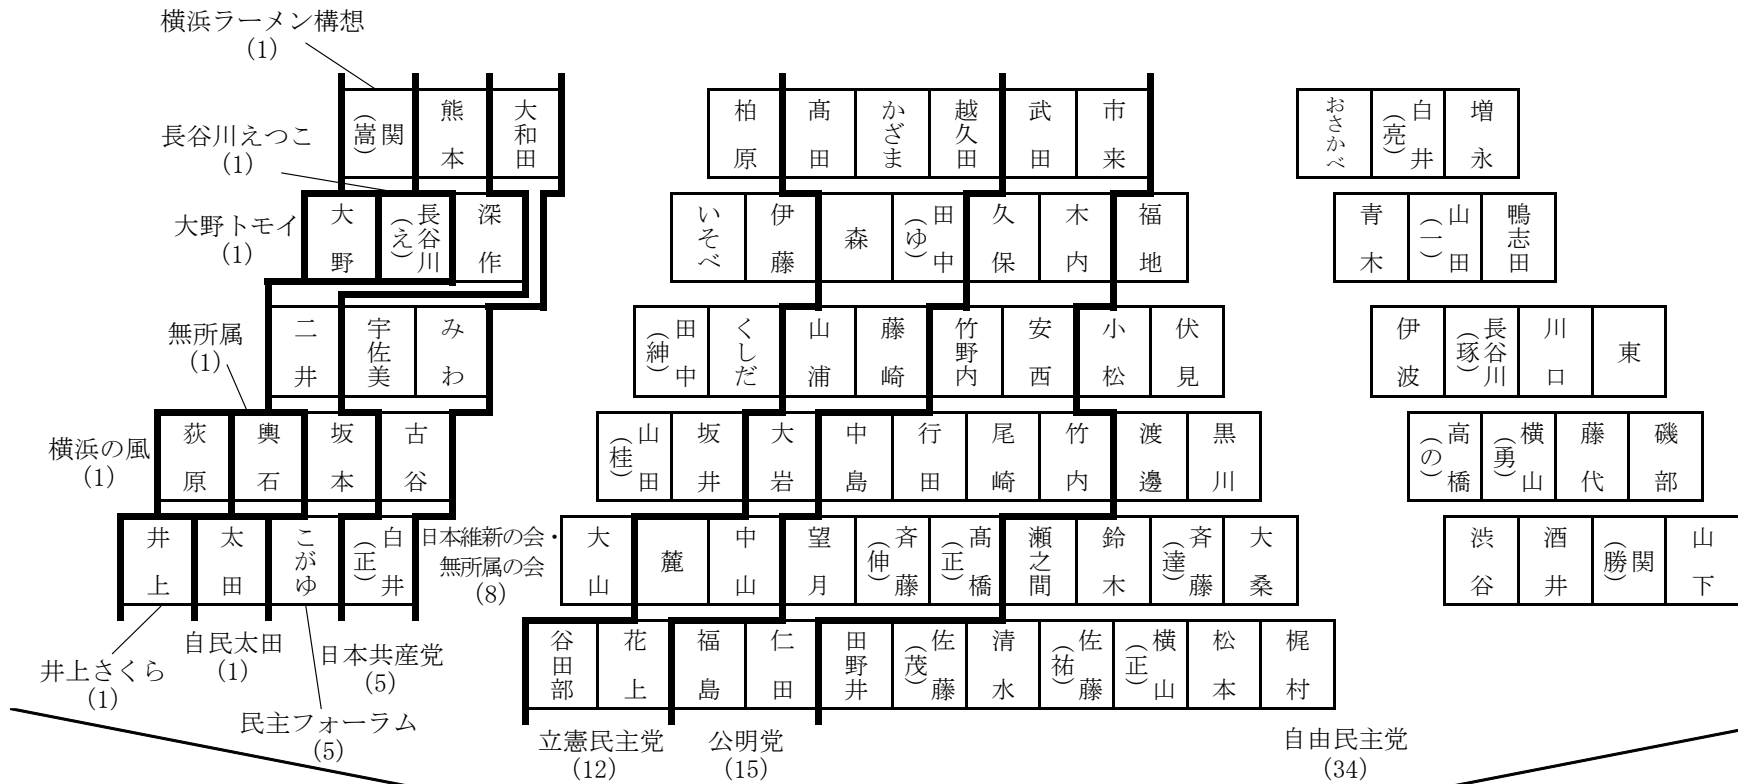 横浜ラーメン構想
(1)
長谷川えつこ
(1)
大野トモイ
(1)
無所属
(1)
横浜の風
(1)
関(嵩) 熊本 大和田 柏原 髙田 かざま 越久田 武田 市来 おさかべ 白井(亮) 増永
大野 長谷川(え) 深作 いそべ 伊藤 森 田中(ゆ) 久保 木内 福地 青木 山田(一) 鴨志田
二井 宇佐美 みわ 田中(紳) くしだ 山浦 藤崎 竹野内 安西 小松 伏見 伊波 長谷川(琢) 川口 東
荻原 輿石 坂本 古谷 山田(桂) 坂井 大岩 中島 行田 尾崎 竹内 渡邊 黒川 高橋(の) 横山(勇) 藤代 磯部
井上 太田 こがゆ 白井(正) 大山 麓 中山 望月 斉藤(伸) 髙橋(正) 瀬之間 鈴木 斉藤(達) 大桑 渋谷 酒井 関(勝) 山下
日本維新の会・
無所属の会
(8)
谷田部 花上 福島 仁田 田野井 佐藤(茂) 清水 佐藤(祐) 横山(正) 松本 梶村
井上さくら
(1)
自民太田
(1)
日本共産党
(5)
民主フォーラム
(5)
立憲民主党
(12)
公明党
(15)
自由民主党
(34)